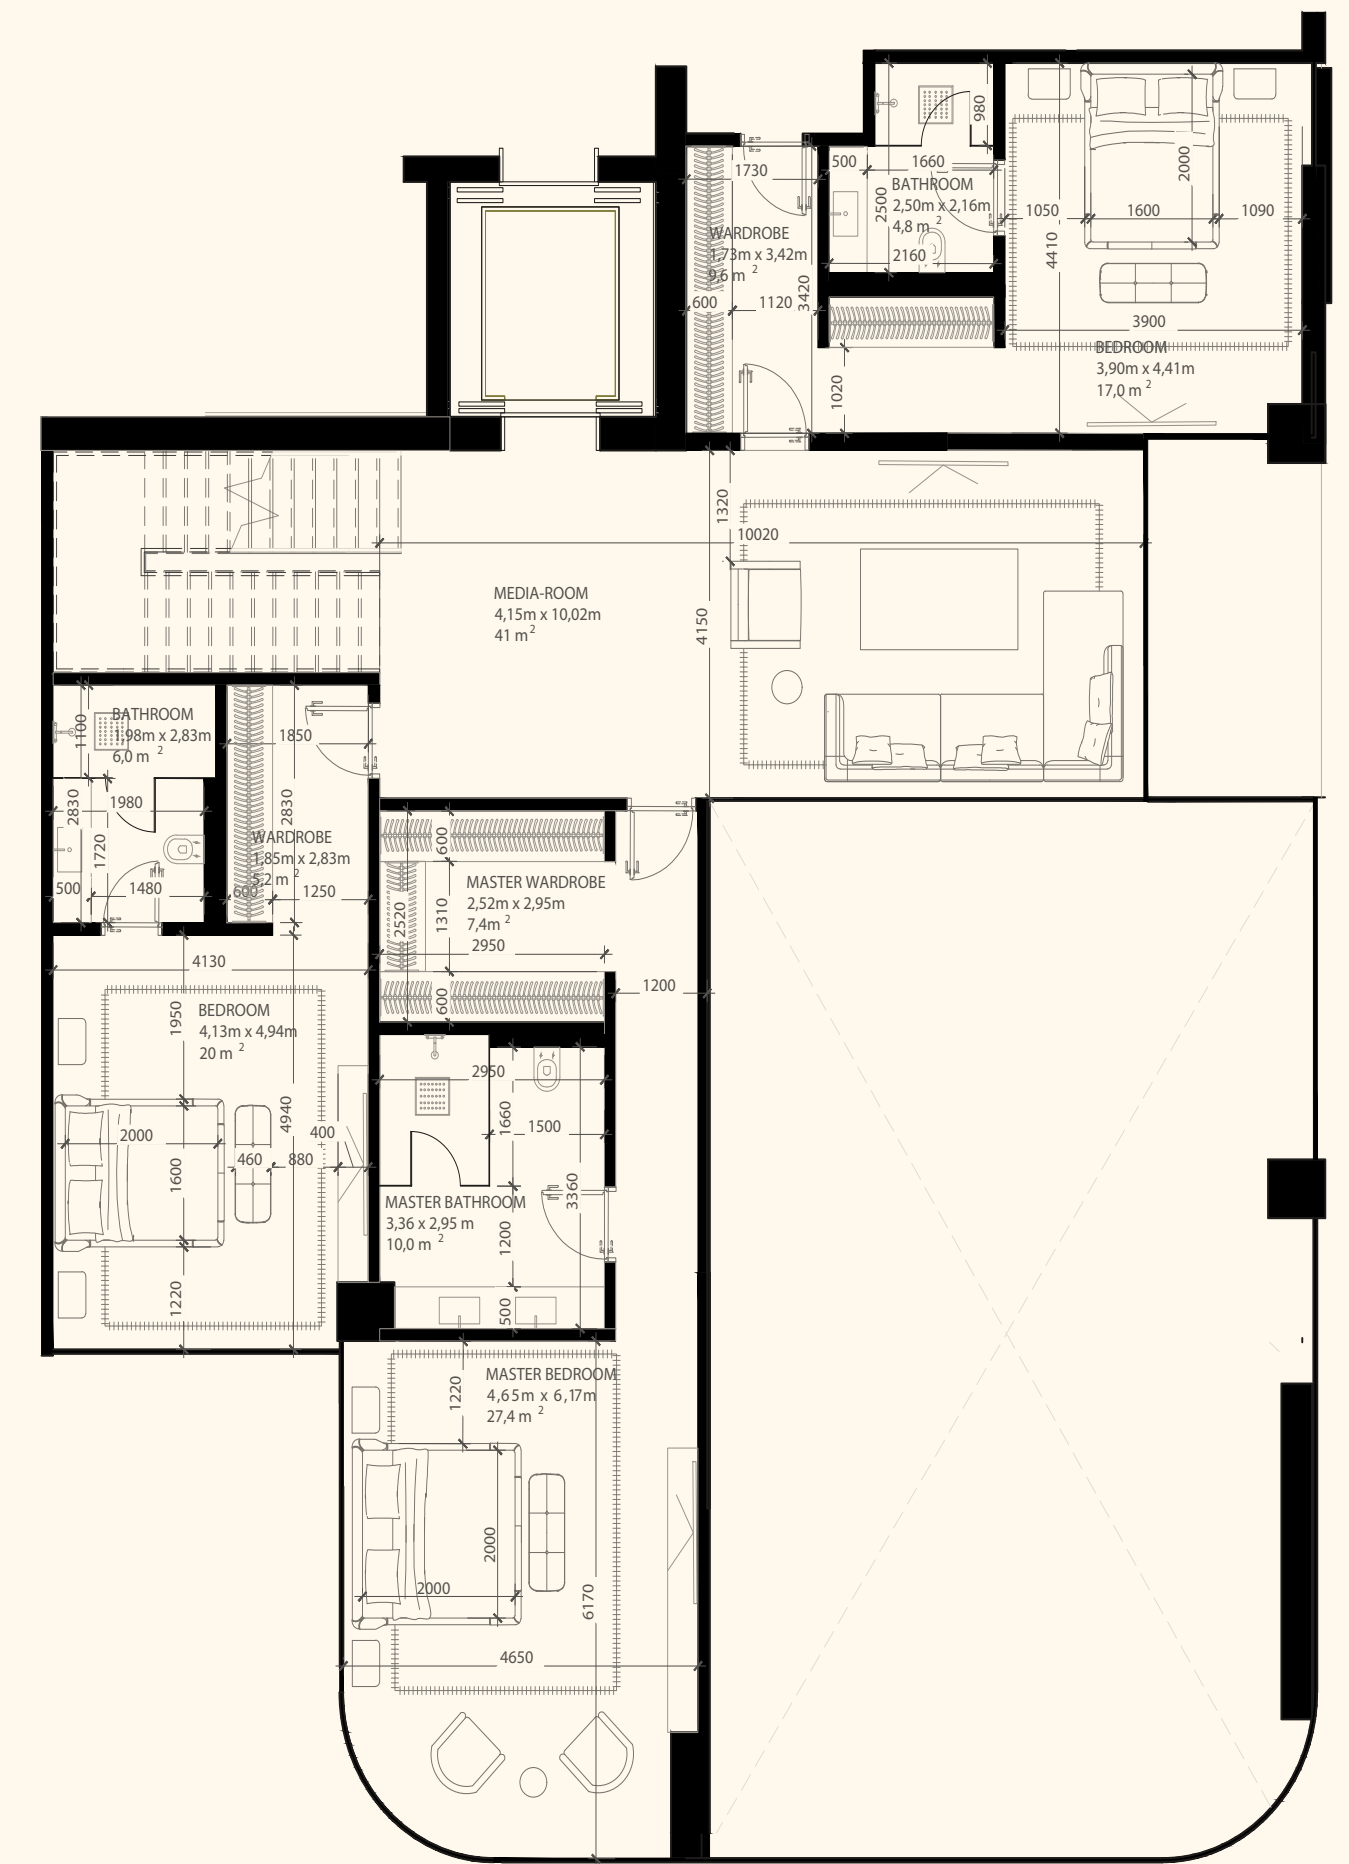 980
1730
500
1660
BATHROOM
2,50m x 2,16m
4,8 m 2
2500
2160
2000
1050
1600
1090
4410
WARDROBE
1,73m x 3,42m
9,6 m 2
600
1120
3420
1020
3900
BEDROOM
3,90m x 4,41m
17,0 m 2
1320
10020
MEDIA-ROOM
4,15m x 10,02m
41 m 2
4150
BATHROOM
1,98m x 2,83m
6,0 m 2
1100
1850
2830
1980
1720
2830
WARDROBE
1,85m x 2,83m
5,2 m 2
500
1480
600
1250
600
MASTER WARDROBE
2,52m x 2,95m
7,4m 2
2520
1310
2950
600
1200
4130
BEDROOM
4,13m x 4,94m
20 m 2
1950
4940
400
2000
460
880
1600
1220
2950
1660
1500
3360
MASTER BATHROOM
3,36 x 2,95 m
10,0 m 2
1200
500
MASTER BEDROOM
4,65m x 6,17m
27,4 m 2
1220
2000
2000
6170
4650